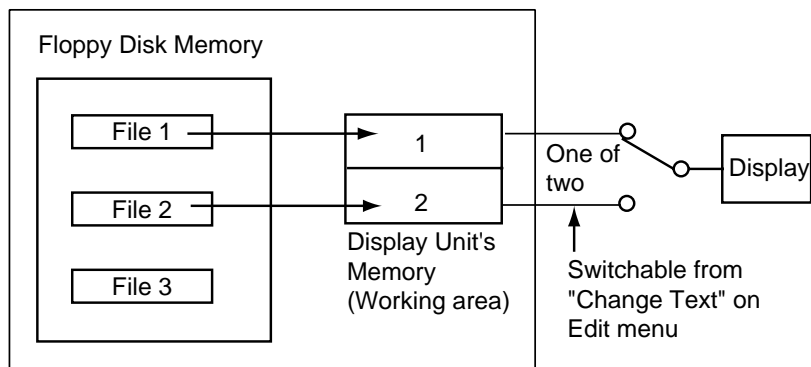 Floppy Disk Memory
File 1
File 2
File 3
1
2
Display Unit's
Memory
(Working area)
One of
two
Switchable from
"Change Text" on
Edit menu
Display